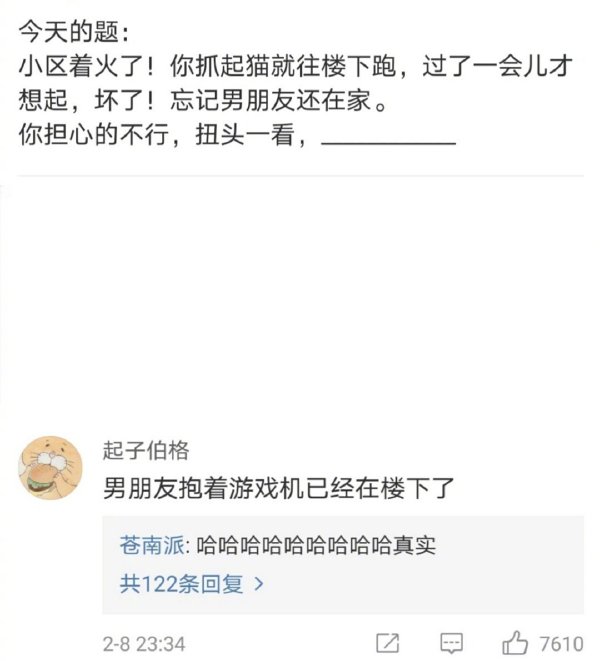 今天的题：
小区着火了！你抓起猫就往楼下跑，过了一会儿才
想起，坏了！忘记男朋友还在家。
你担心的不行，扭头一看，__________
起子伯格
男朋友抱着游戏机已经在楼下了
苍南派: 哈哈哈哈哈哈哈哈哈真实
共122条回复 >
2-8 23:34
7610